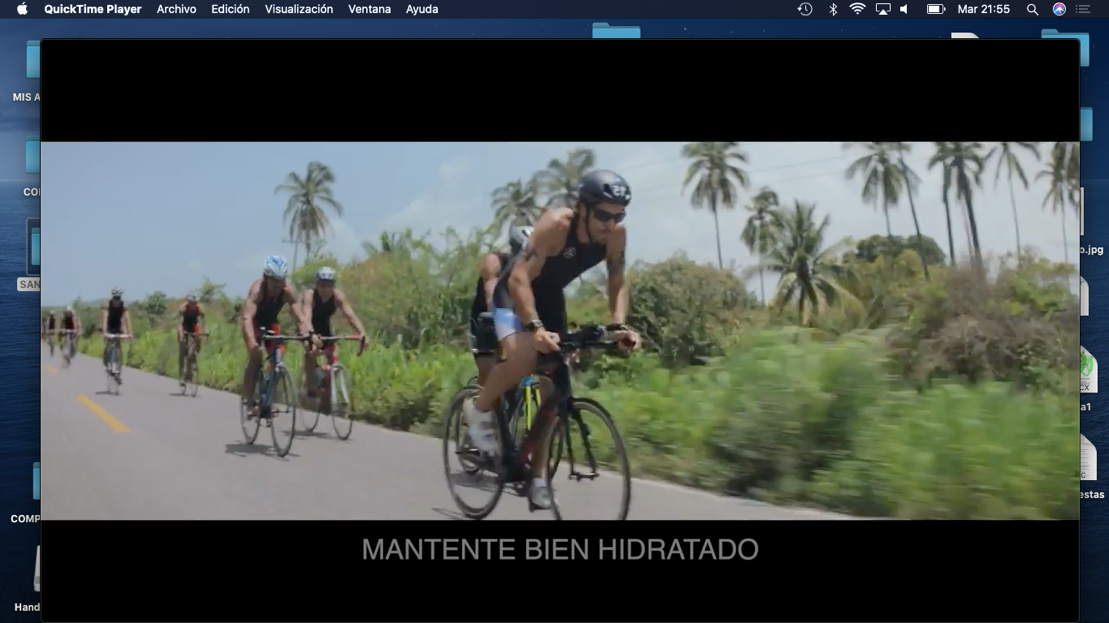 QuickTime Player Archivo Edición Visualización Ventana Ayuda Mar 21:55
MIS A
CO
SAN
COMP
Hand
o.jpg
CX
a1
C
estas
MANTENTE BIEN HIDRATADO